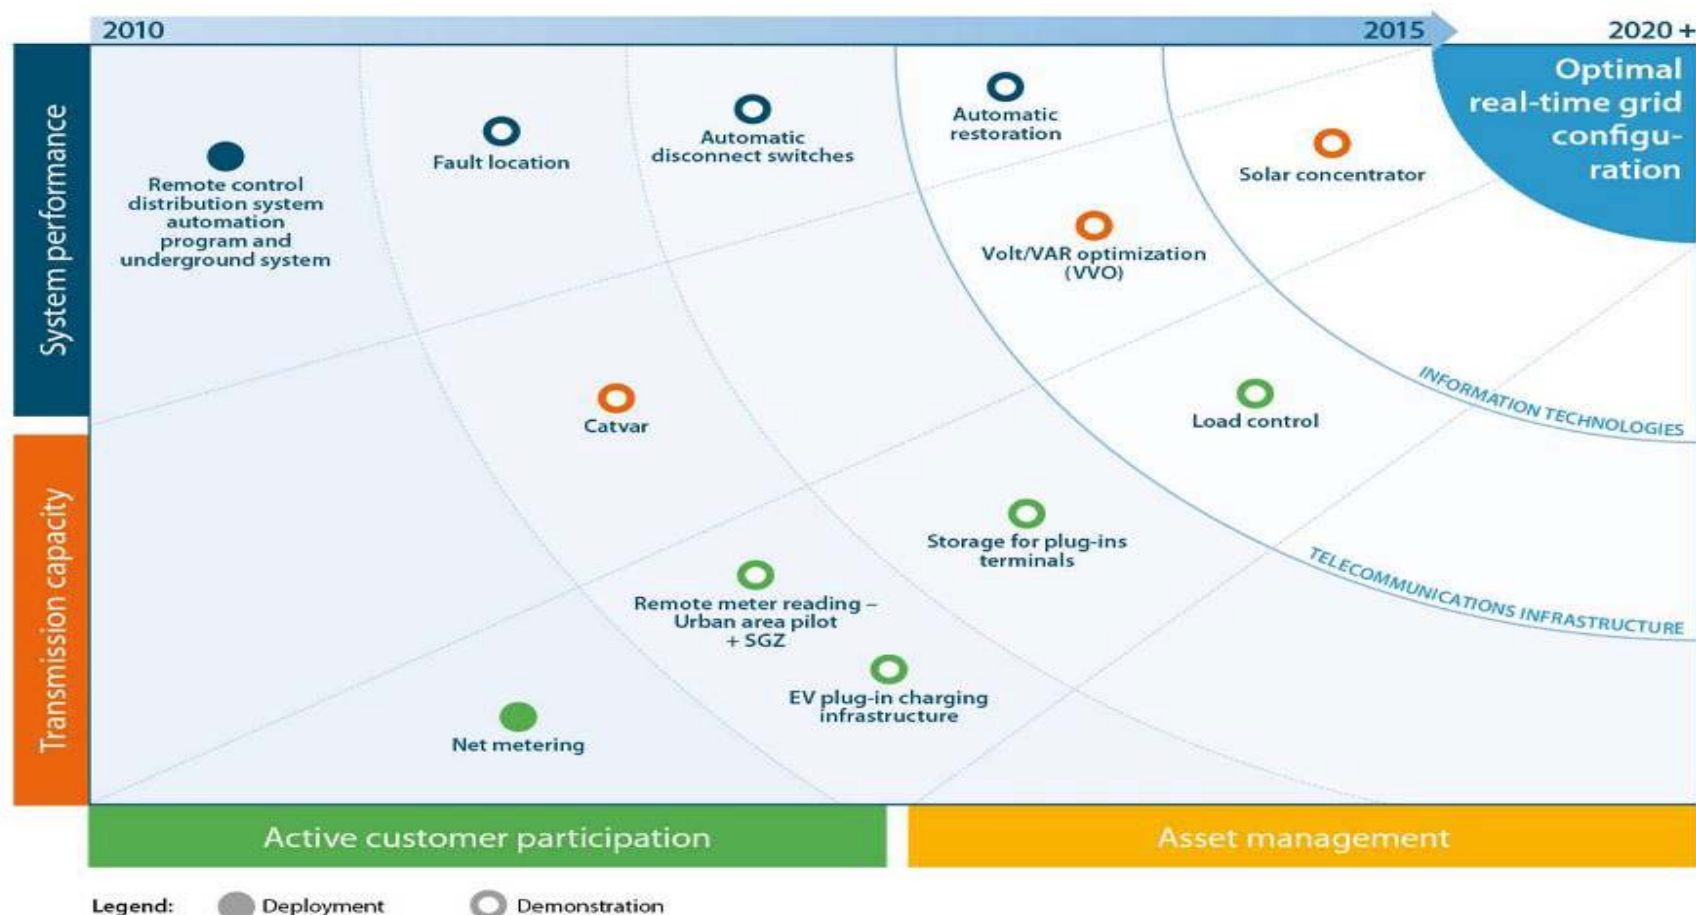 2010
2015
2020 +
System performance
Transmission capacity
Optimal
real-time grid
configu-
ration
Remote control
distribution system
automation
program and
underground system
Fault location
Automatic
disconnect switches
Automatic
restoration
Solar concentrator
Volt/VAR optimization
(VVO)
Catvar
Load control
INFORMATION TECHNOLOGIES
Storage for plug-ins
terminals
TELECOMMUNICATIONS INFRASTRUCTURE
Remote meter reading –
Urban area pilot
+ SGZ
EV plug-in charging
infrastructure
Net metering
Active customer participation
Asset management
Legend:
Deployment
Demonstration